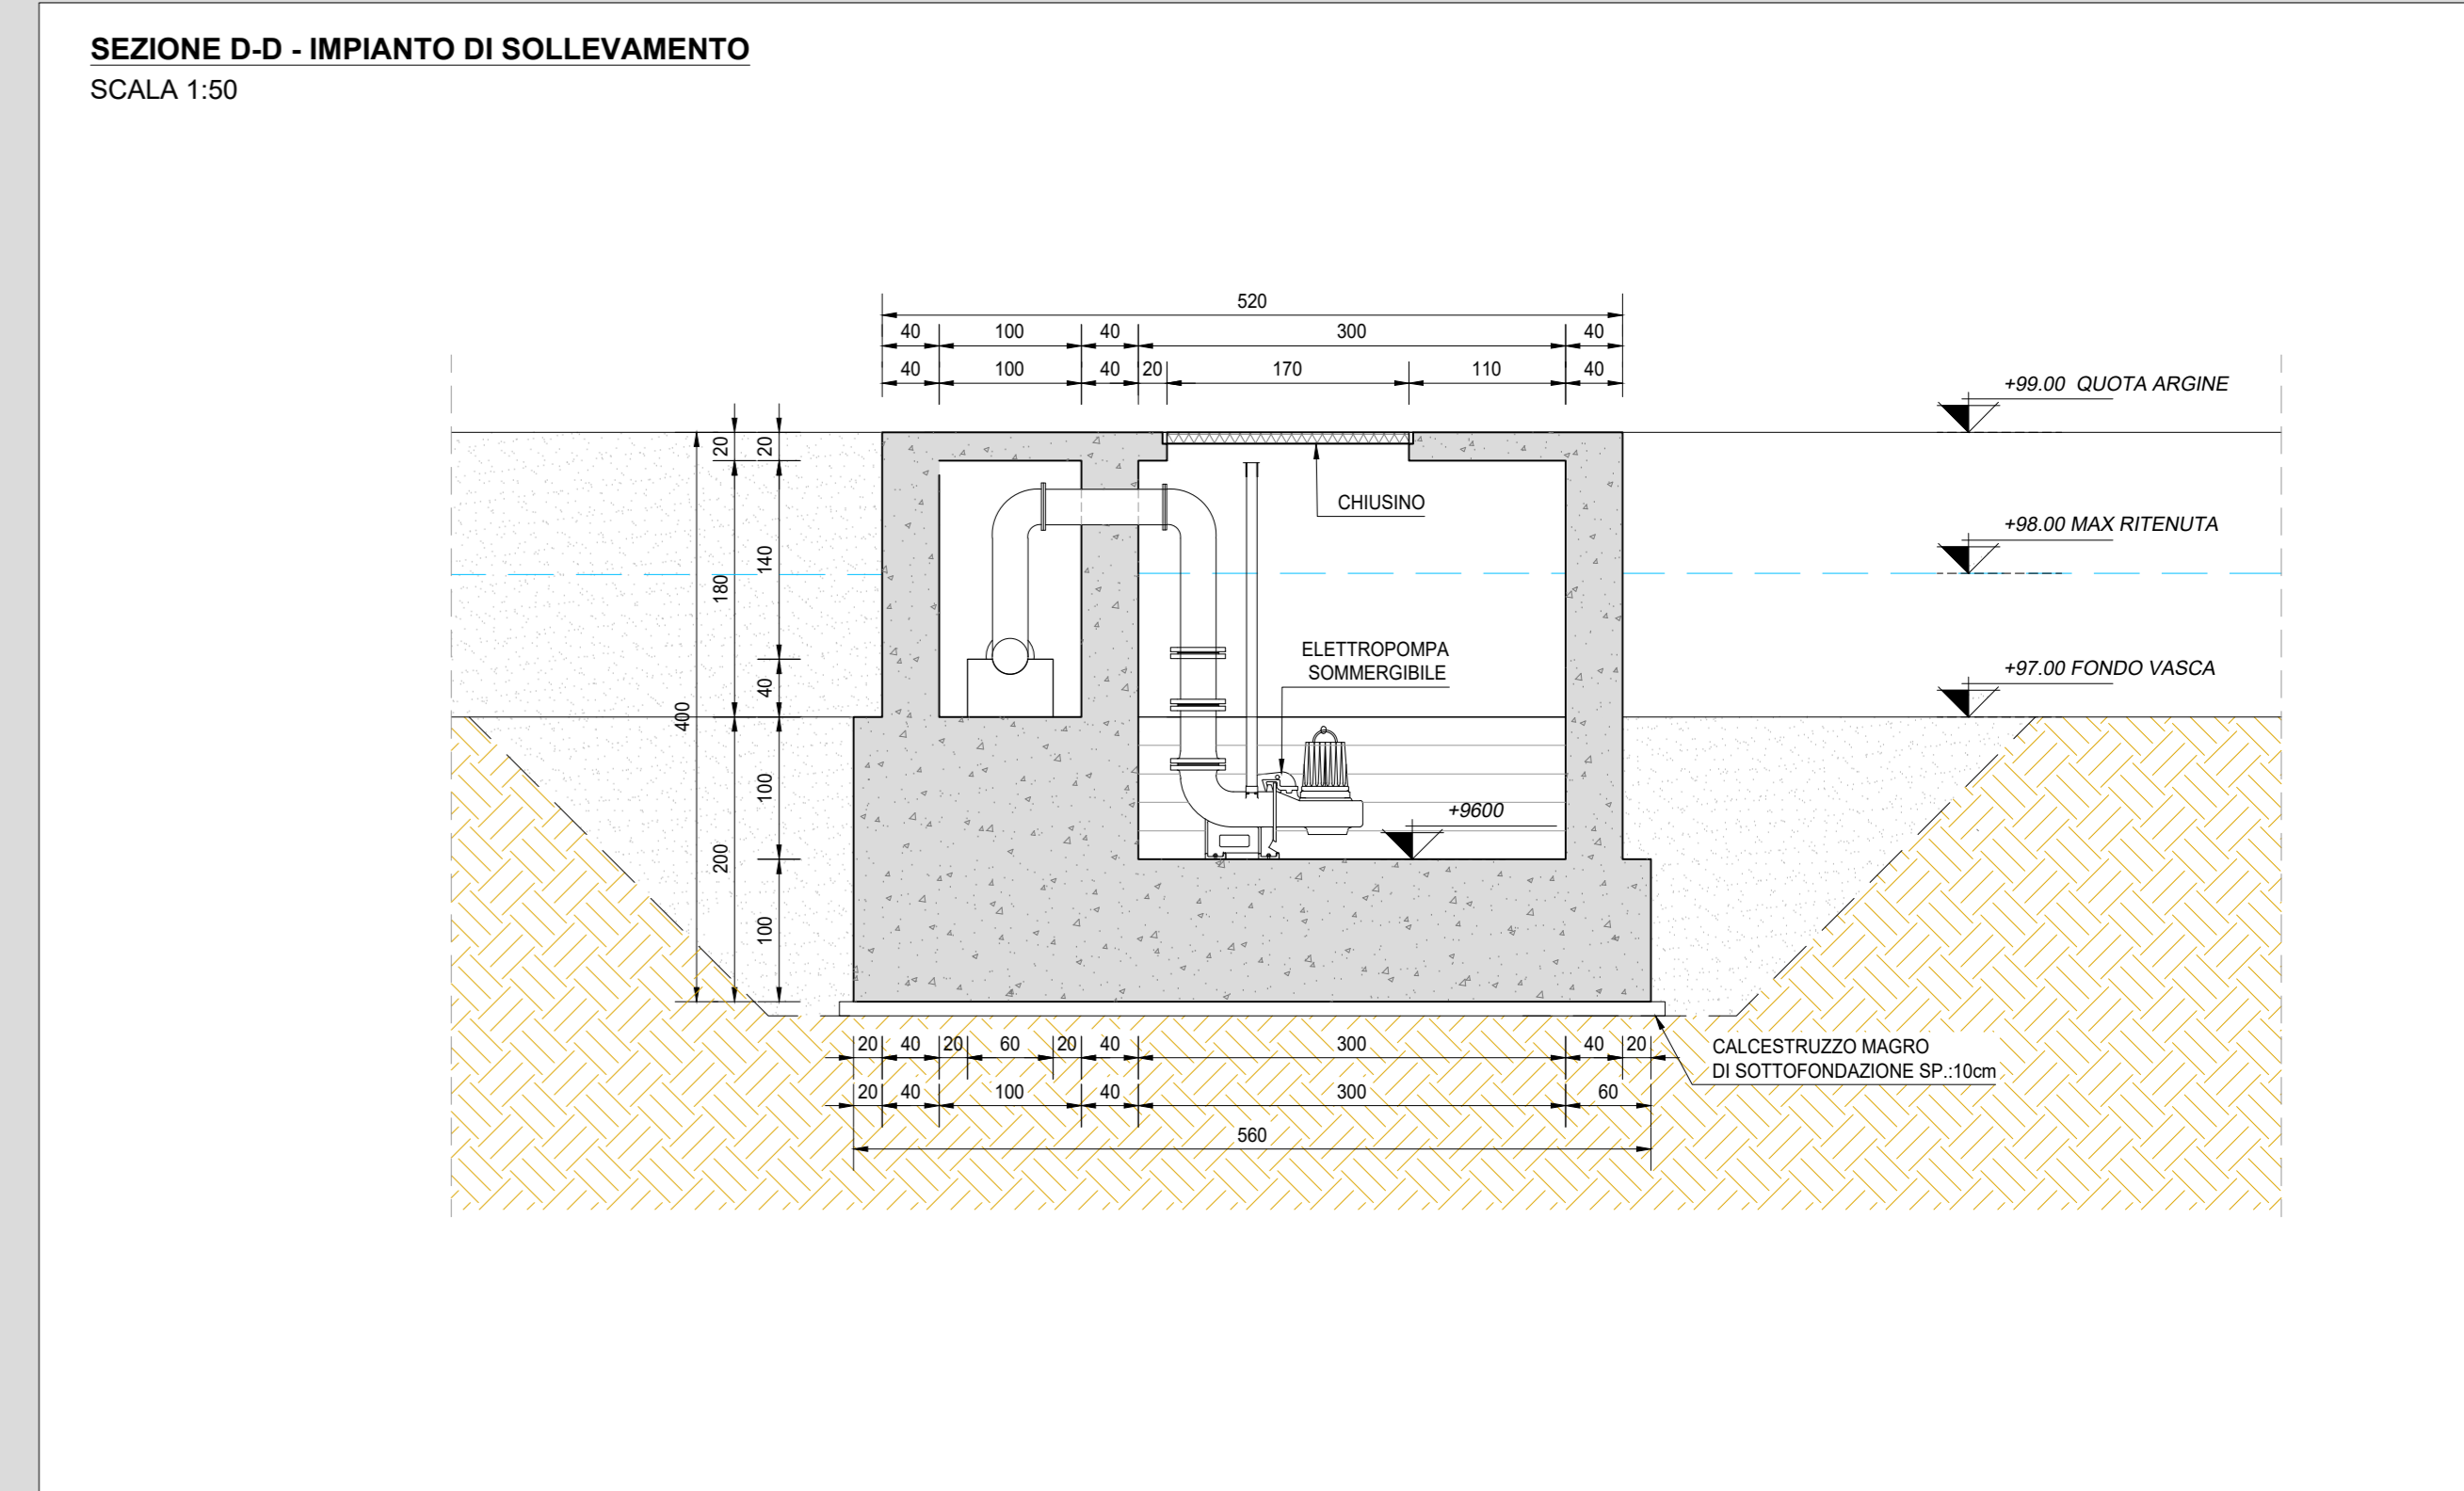 SEZIONE D-D - IMPIANTO DI SOLLEVAMENTO
SCALA 1:50
520
40 100 40 300 40
40 100 40 20 170 110 40
+99.00 QUOTA ARGINE
20 20
CHIUSINO
+98.00 MAX RITENUTA
140
180
ELETTROPOMPA
SOMMERGIBILE
+97.00 FONDO VASCA
40
400
100
+9600
200
100
20 40 20 60 20 40 300 40 20
CALCESTRUZZO MAGRO
DI SOTTOFONDAZIONE SP.:10cm
20 40 100 40 300 60
560